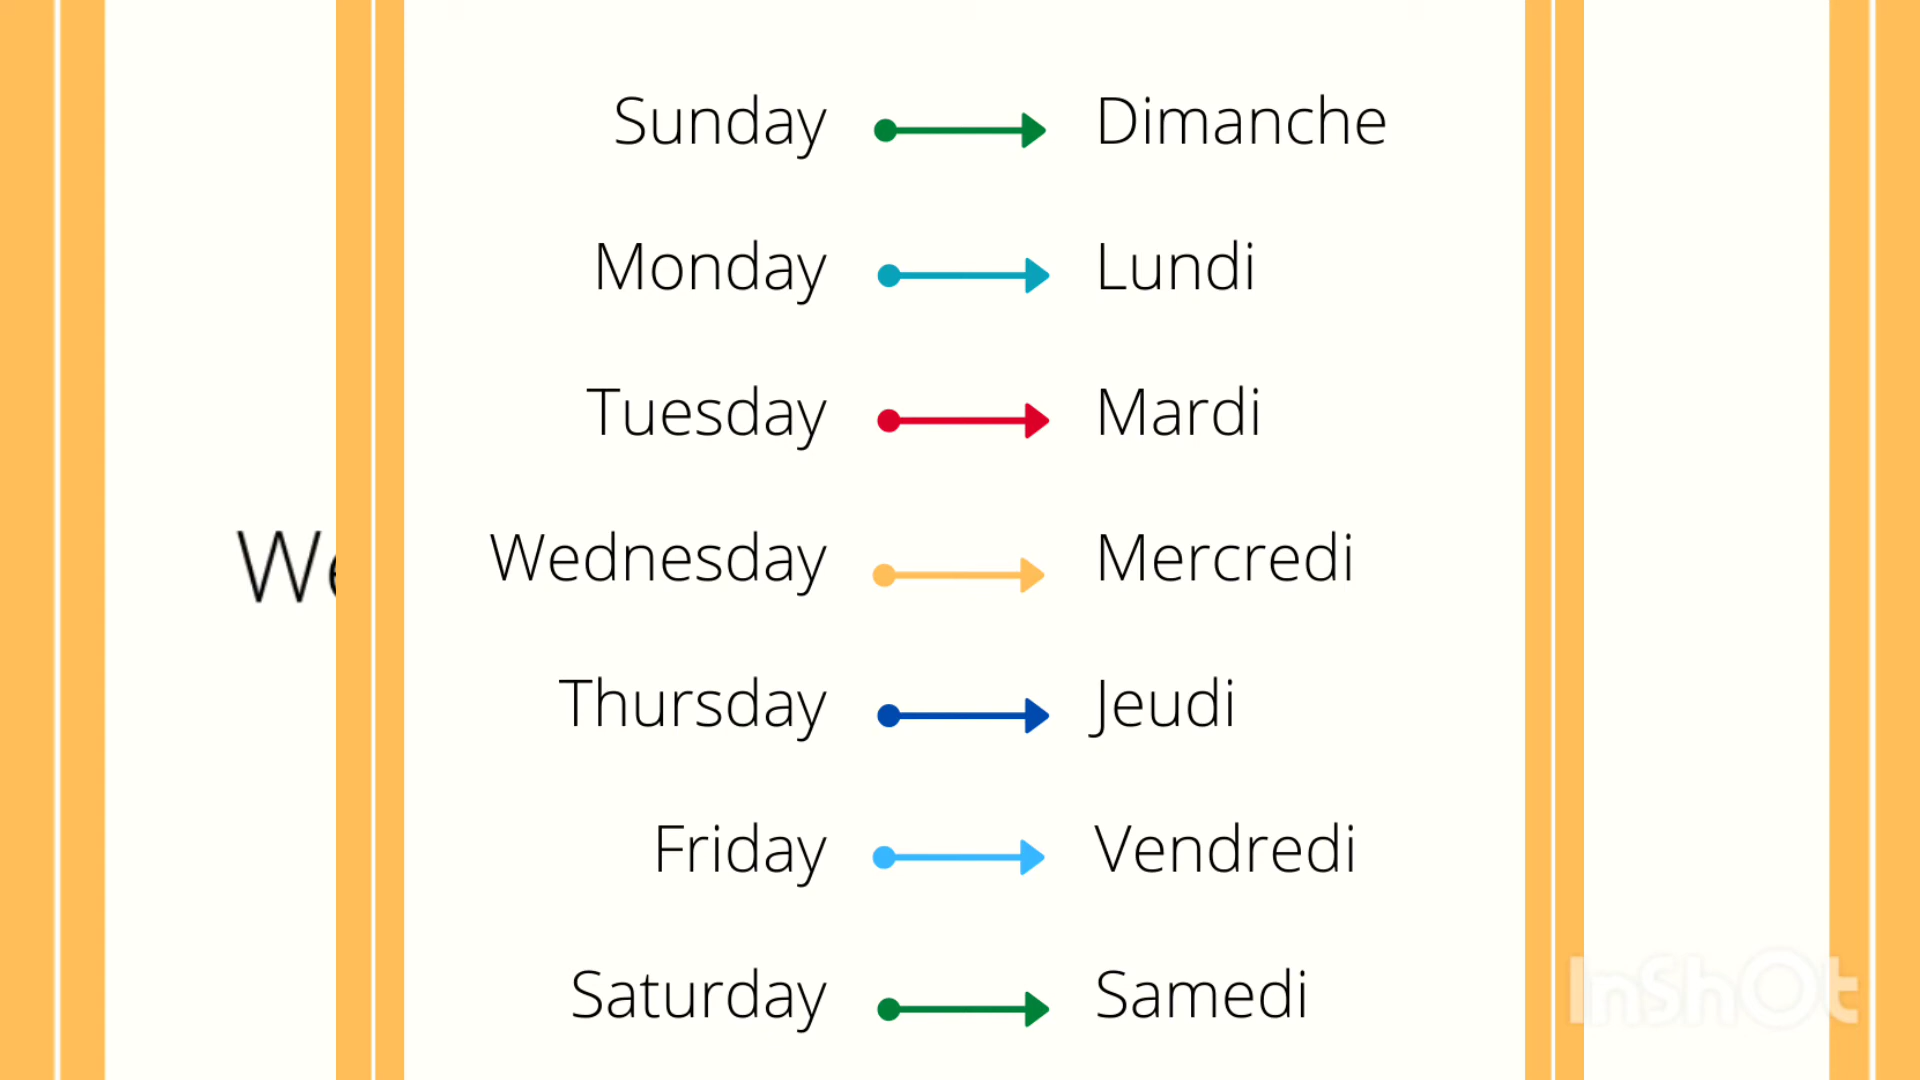 Sunday Dimanche
Monday Lundi
Tuesday Mardi
Wednesday Mercredi
Thursday Jeudi
Friday Vendredi
Saturday Samedi
InShOt